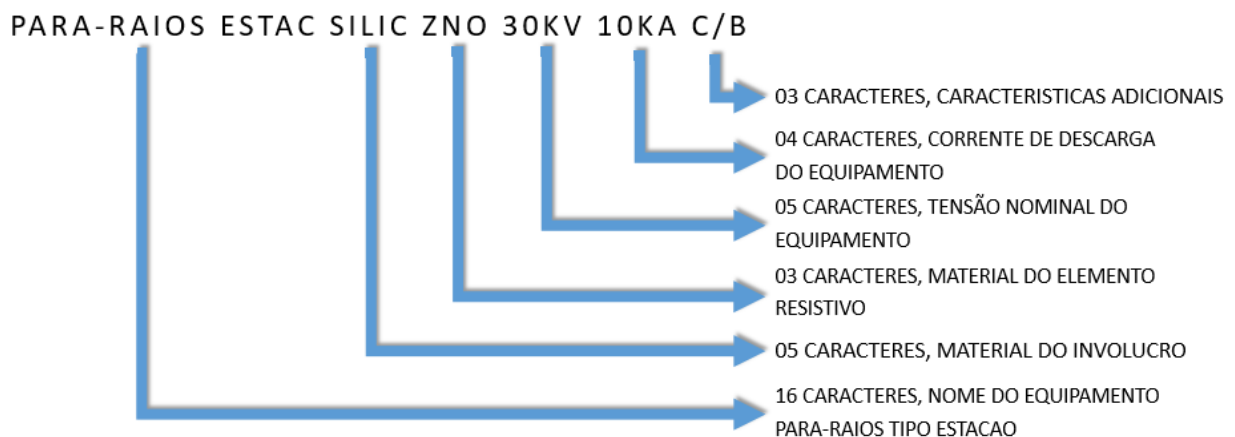 PARA-RAIOS ESTAC SILIC ZNO 30KV 10KA C/B
03 CARACTERES, CARACTERISTICAS ADICIONAIS
04 CARACTERES, CORRENTE DE DESCARGA
DO EQUIPAMENTO
05 CARACTERES, TENSÃO NOMINAL DO
EQUIPAMENTO
03 CARACTERES, MATERIAL DO ELEMENTO
RESISTIVO
05 CARACTERES, MATERIAL DO INVOLUCRO
16 CARACTERES, NOME DO EQUIPAMENTO
PARA-RAIOS TIPO ESTACAO